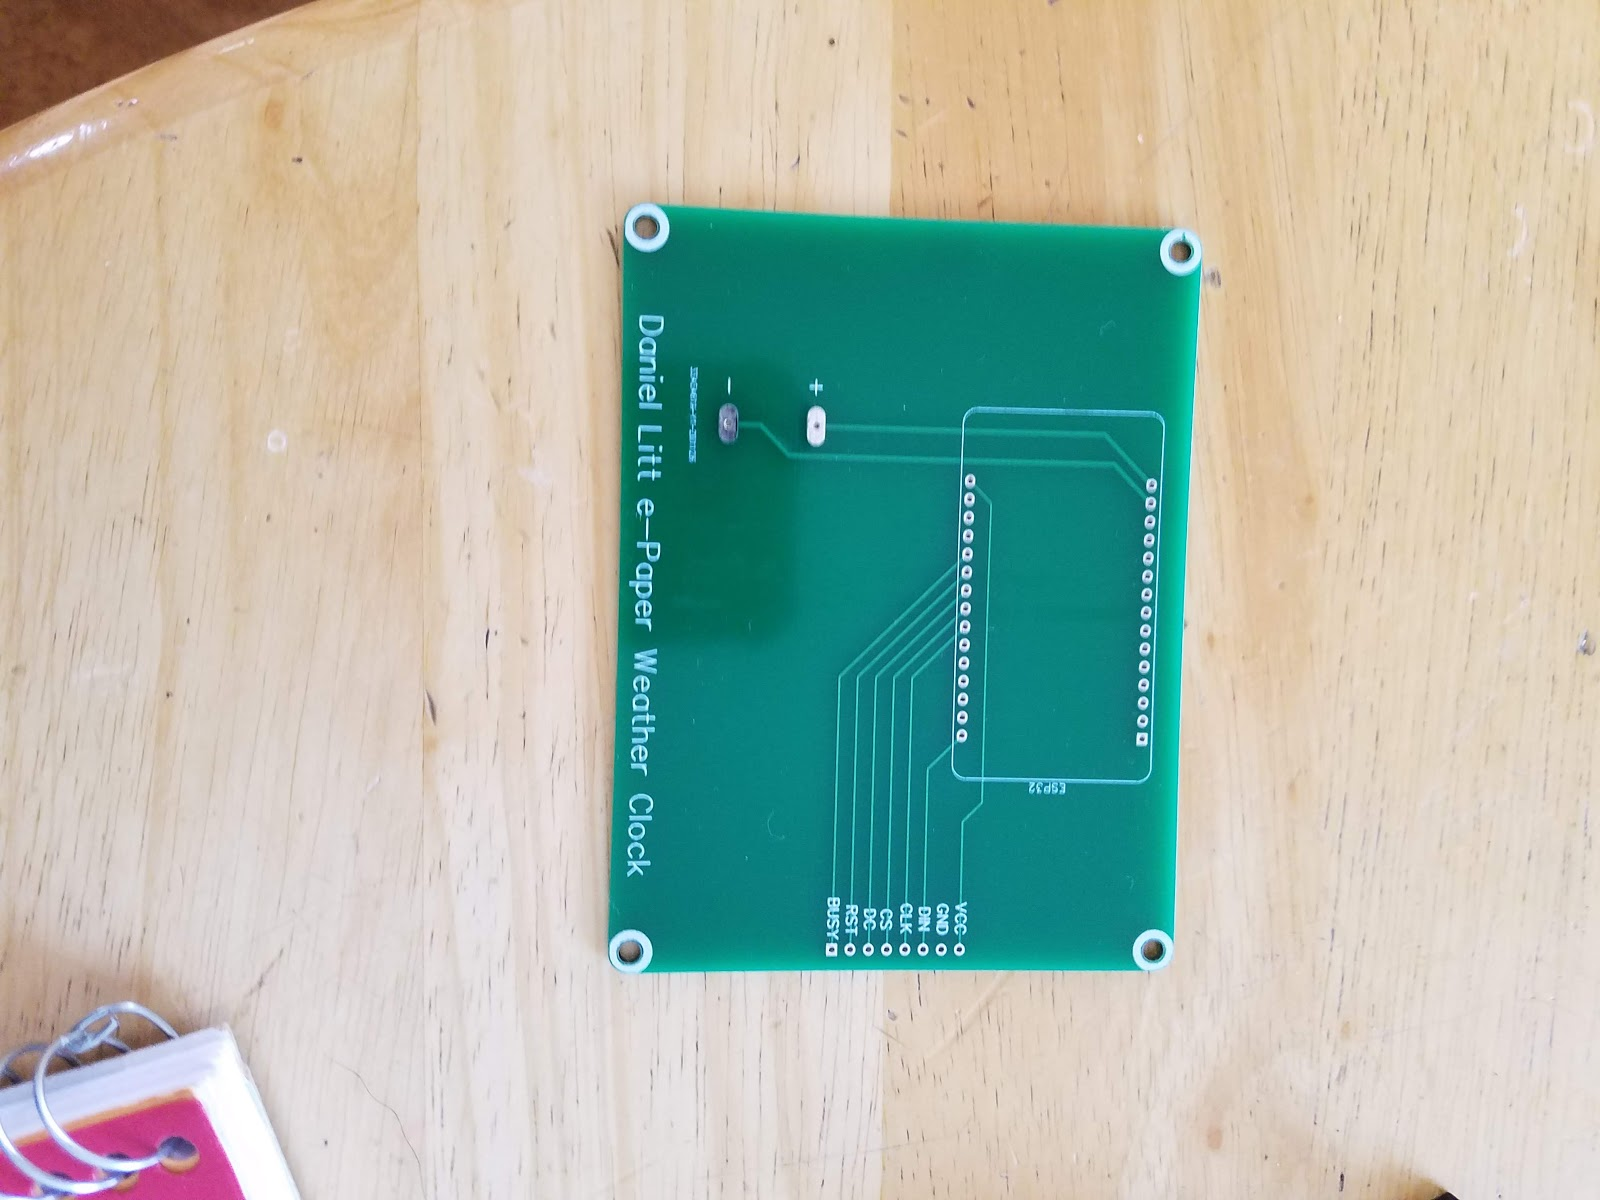 Daniel Litt e-Paper Weather Clock
-
+
ESP32
VCC
GND
DIN
CLK
CS
DC
RST
BUSY